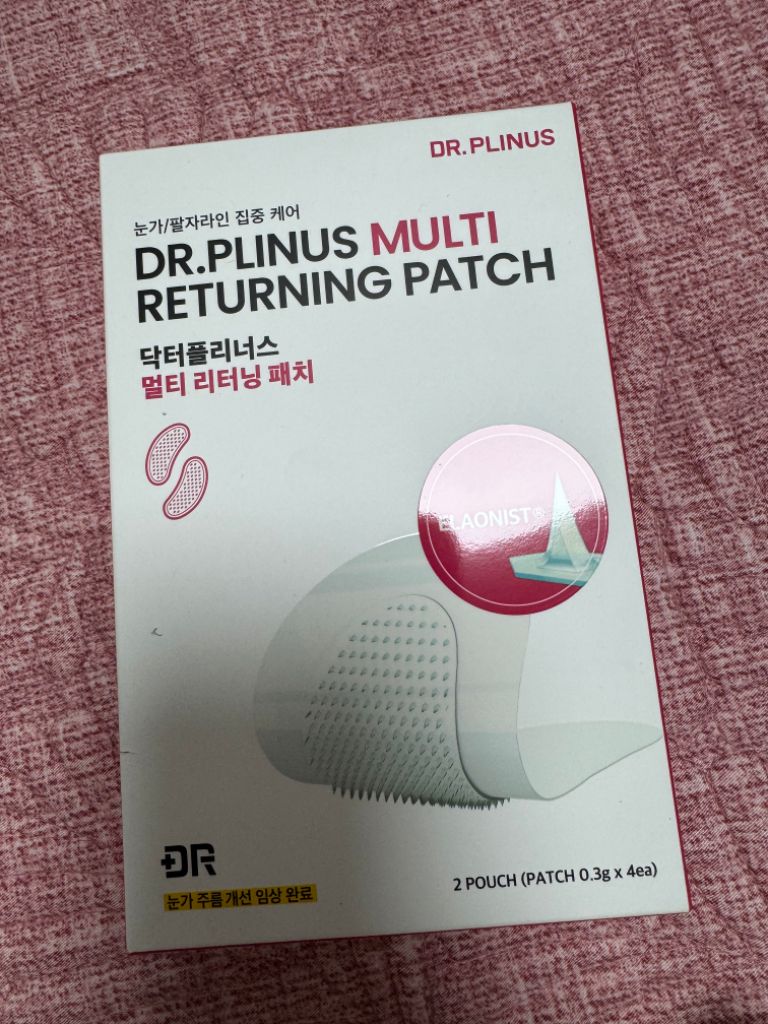 DR.PLINUS
눈가/팔자라인 집중 케어
DR.PLINUS MULTI
RETURNING PATCH
닥터플리너스
멀티 리터닝 패치
ELAONIST®
DR
눈가 주름 개선 임상 완료
2 POUCH (PATCH 0.3g x 4ea)